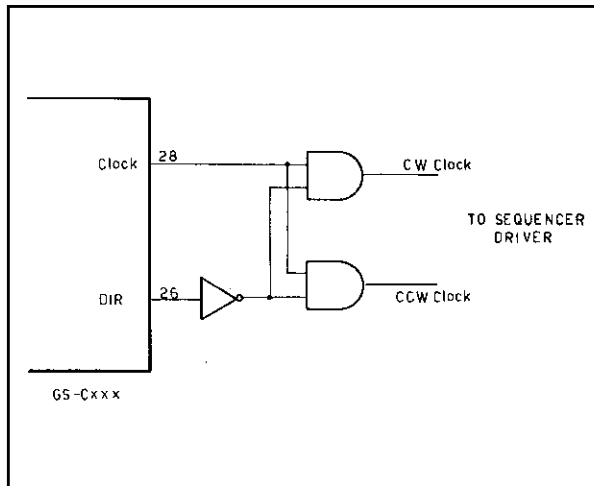 Clock
28
CW Clock
TO SEQUENCER
DRIVER
DIR
26
CCW Clock
GS-Cxxx